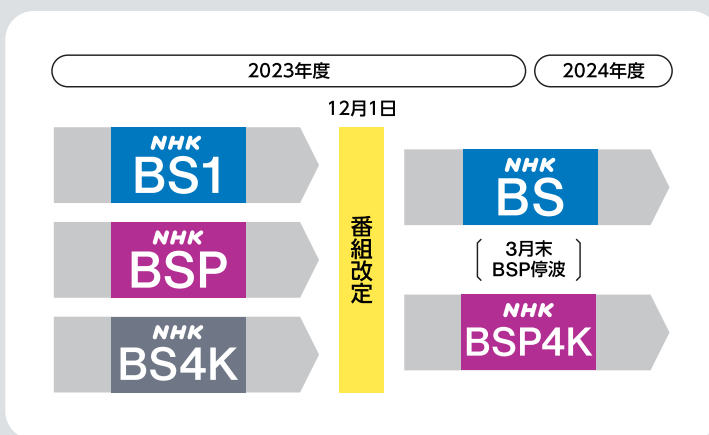 2023年度
2024年度
12月1日
NHK
BS1
NHK
BSP
NHK
BS4K
番組改定
NHK
BS
3月末
BSP停波
NHK
BSP4K